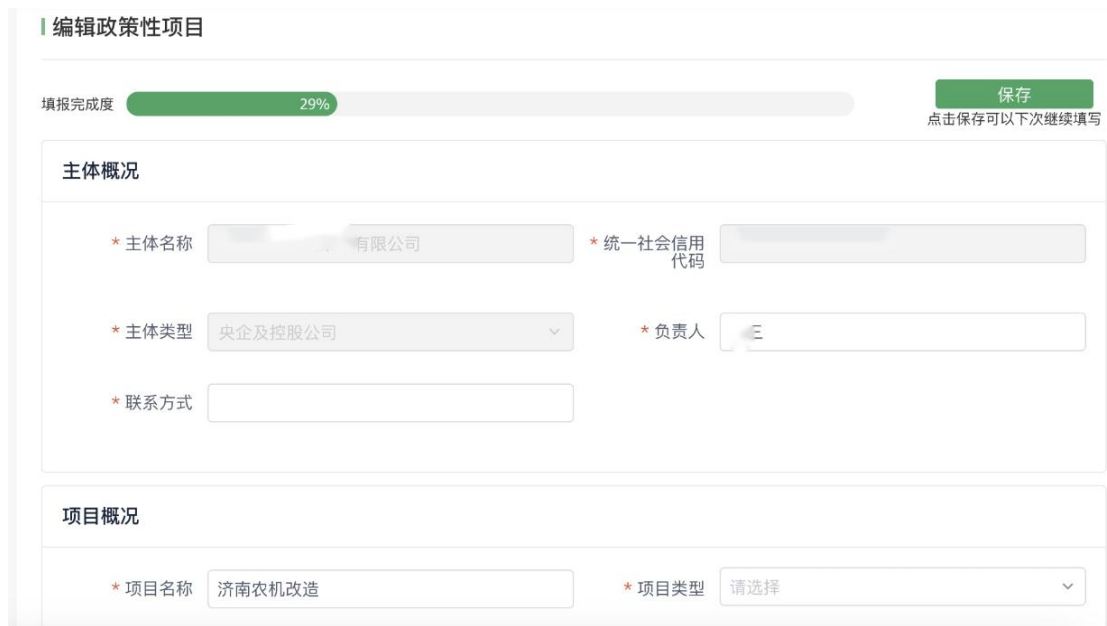 编辑政策性项目
填报完成度
29%
保存
点击保存可以下次继续填写
主体概况
* 主体名称
有限公司
* 统一社会信用
代码
* 主体类型
央企及控股公司
* 负责人
三
* 联系方式
项目概况
* 项目名称
济南农机改造
* 项目类型
请选择